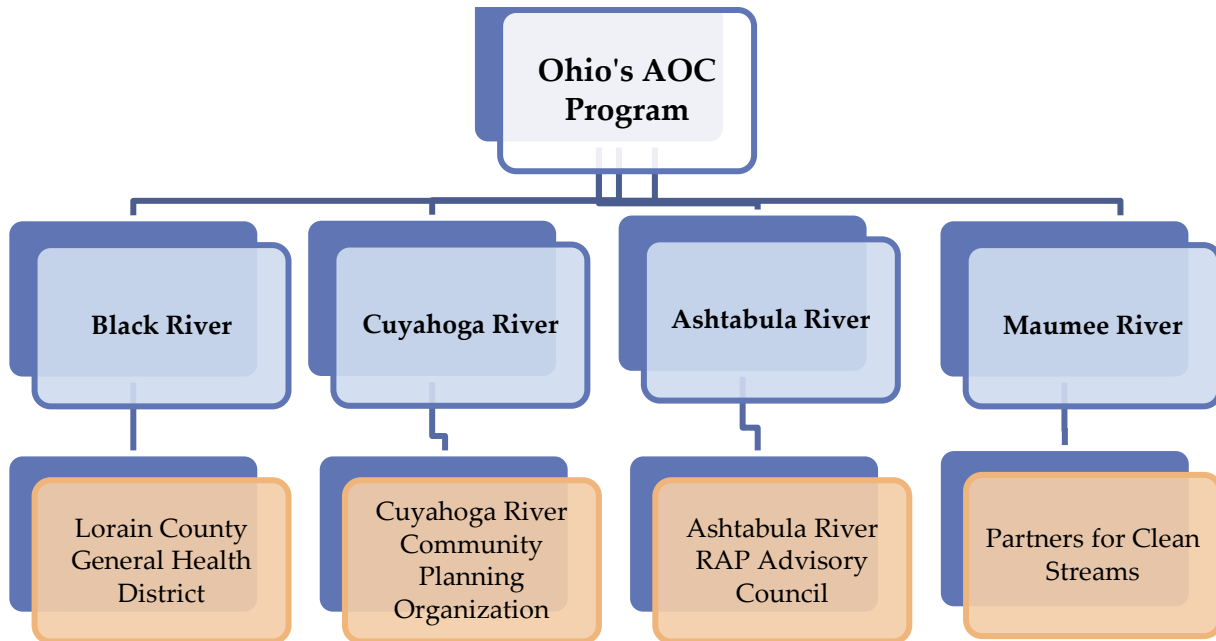 Ohio's AOC
Program
Black River
Cuyahoga River
Ashtabula River
Maumee River
Lorain County
General Health
District
Cuyahoga River
Community
Planning
Organization
Ashtabula River
RAP Advisory
Council
Partners for Clean
Streams